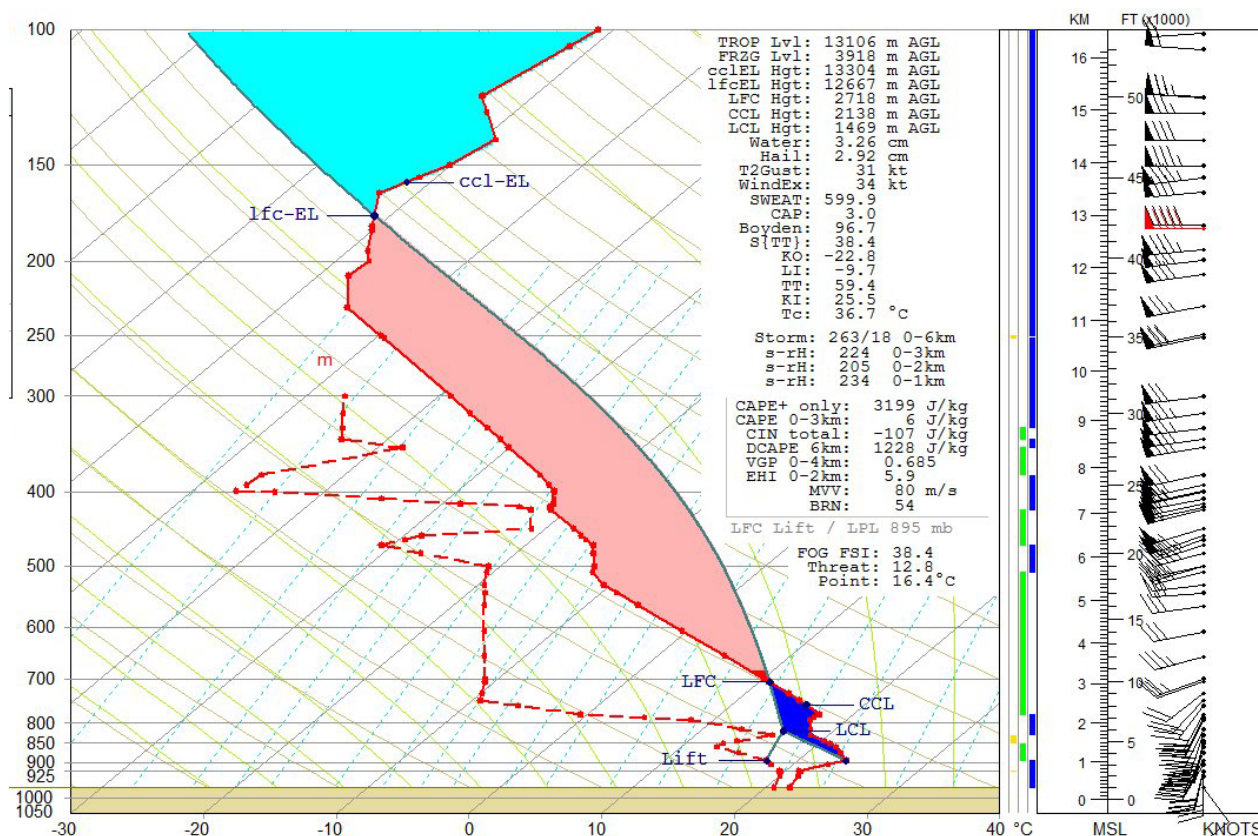 KM FT (x1000)
100
150
200
250
300
400
500
600
700
800
850
900
925
1000
1050
-30 -20 -10 0 10 20 30 40 °C
ccl-EL
lfc-EL
m
LFC
CCL
LCL
Lift
TROP Lvl: 13106 m AGL
FRZG Lvl: 3918 m AGL
cclEL Hgt: 13304 m AGL
lfcEL Hgt: 12667 m AGL
LFC Hgt: 2718 m AGL
CCL Hgt: 2138 m AGL
LCL Hgt: 1469 m AGL
Water: 3.26 cm
Hail: 2.92 cm
T2Gust: 31 kt
WindEx: 34 kt
SWEAT: 599.9
CAP: 3.0
Boyden: 96.7
S{TT}: 38.4
KO: -22.8
LI: -9.7
TT: 59.4
KI: 25.5
Tc: 36.7 °C
Storm: 263/18 0-6km
s-rH: 224 0-3km
s-rH: 205 0-2km
s-rH: 234 0-1km
CAPE+ only: 3199 J/kg
CAPE 0-3km: 6 J/kg
CIN total: -107 J/kg
DCAPE 6km: 1228 J/kg
VGP 0-4km: 0.685
EHI 0-2km: 5.9
MVV: 80 m/s
BRN: 54
LFC Lift / LPL 895 mb
FOG FSI: 38.4
Threat: 12.8
Point: 16.4°C
16
15 50
14
45
13
12 40
11
35
10
30
9
8
25
7
6 20
5
15
4
3 10
2
5
1
0 0
MSL KNOTS